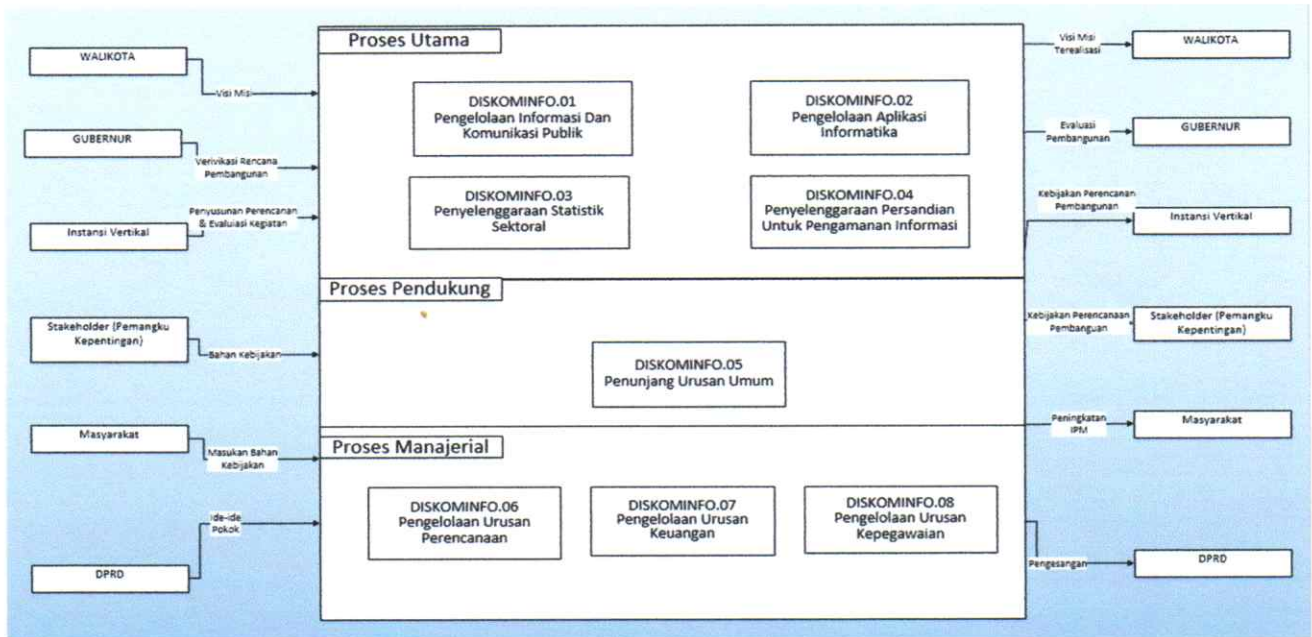 WALIKOTA
Visi Misi
GUBERNUR
Verivikasi Rencana
Pembangunan
Penyusunan Perencanan
& Evaluiasi Kegiatan
Instansi Vertikal
Stakeholder (Pemangku
Kepentingan)
Bahan Kebijakan
Masyarakat
Masukan Bahan
Kebijakan
Ide-ide
Pokok
DPRD
Proses Utama
DISKOMINFO.01
Pengelolaan Informasi Dan
Komunikasi Publik
DISKOMINFO.02
Pengelolaan Aplikasi
Informatika
DISKOMINFO.03
Penyelenggaraan Statistik
Sektoral
DISKOMINFO.04
Penyelenggaraan Persandian
Untuk Pengamanan Informasi
Proses Pendukung
DISKOMINFO.05
Penunjang Urusan Umum
Proses Manajerial
DISKOMINFO.06
Pengelolaan Urusan
Perencanaan
DISKOMINFO.07
Pengelolaan Urusan
Keuangan
DISKOMINFO.08
Pengelolaan Urusan
Kepegawaian
Visi Misi
Terealisasi
WALIKOTA
Evaluasi
Pembangunan
GUBERNUR
Kebijakan Perencanan
Pembangunan
Instansi Vertikal
Kebijakan Perencanaan
Pembanguan
Stakeholder (Pemangku
Kepentingan)
Peningkatan
IPM
Masyarakat
Pengesangan
DPRD